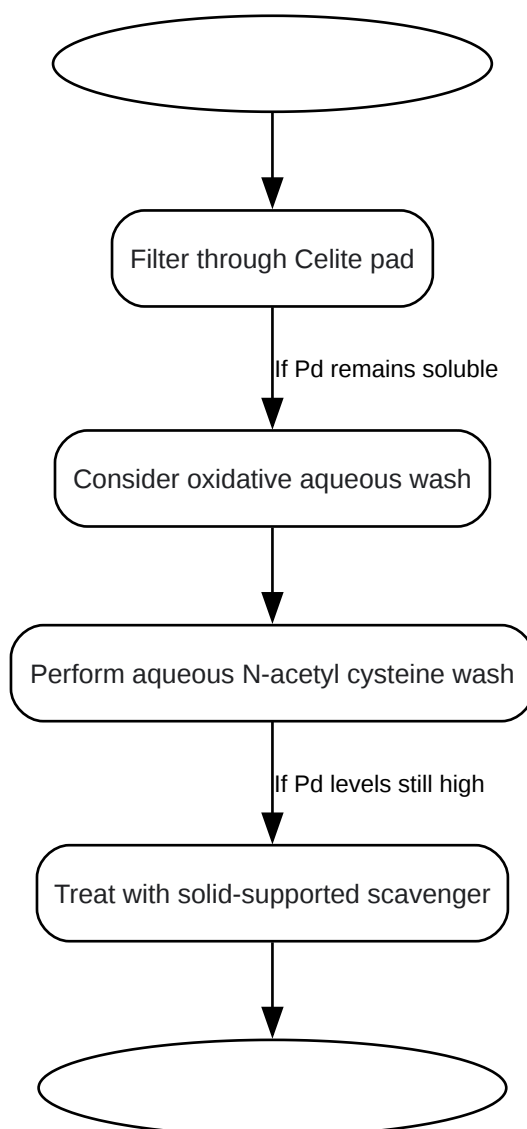 Filter through Celite pad
If Pd remains soluble
Consider oxidative aqueous wash
Perform aqueous N-acetyl cysteine wash
If Pd levels still high
Treat with solid-supported scavenger